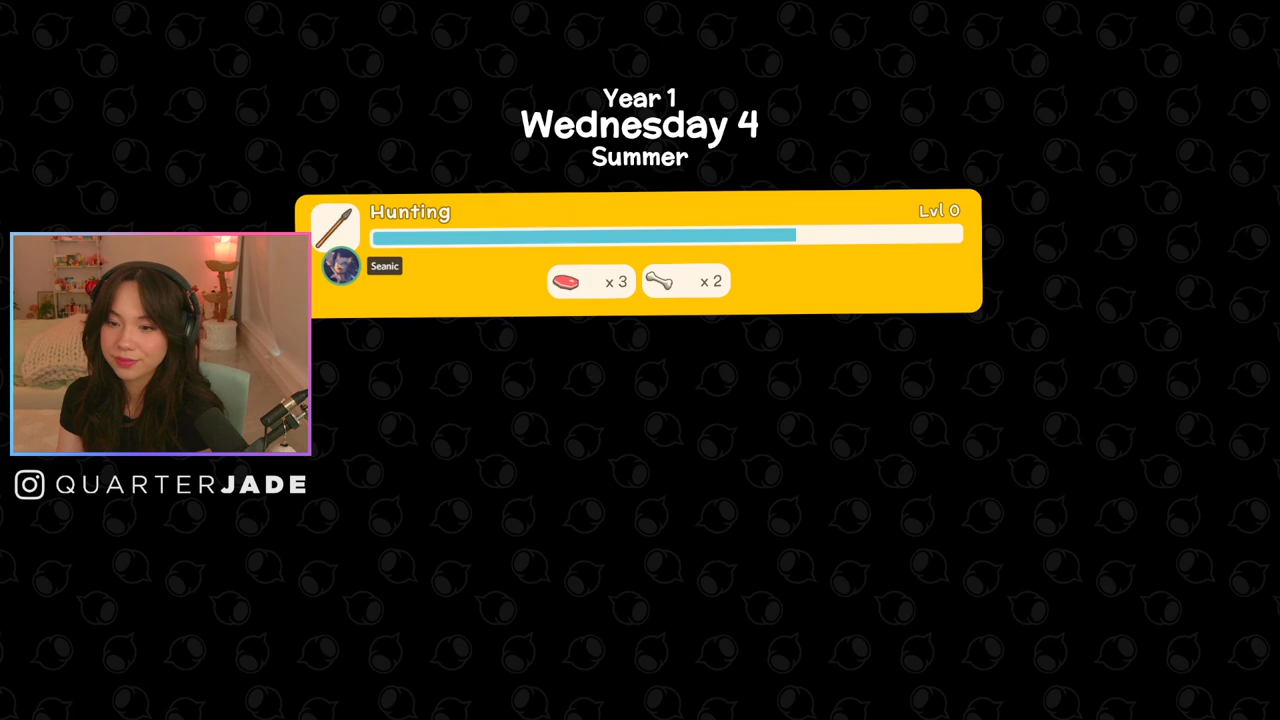 Year 1
Wednesday 4
Summer
Hunting
Lvl 0
Seanic
x 3
x 2
QUARTERJADE